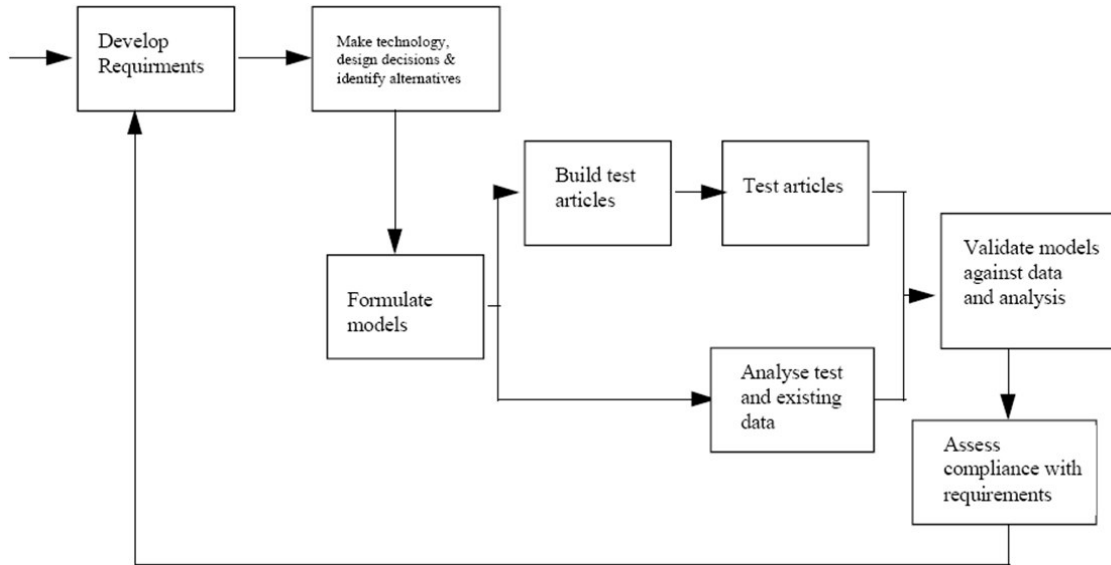 Develop
Requirments
Make technology,
design decisions &
identify alternatives
Build test
articles
Test articles
Formulate
models
Validate models
against data
and analysis
Analyse test
and existing
data
Assess
compliance with
requirements